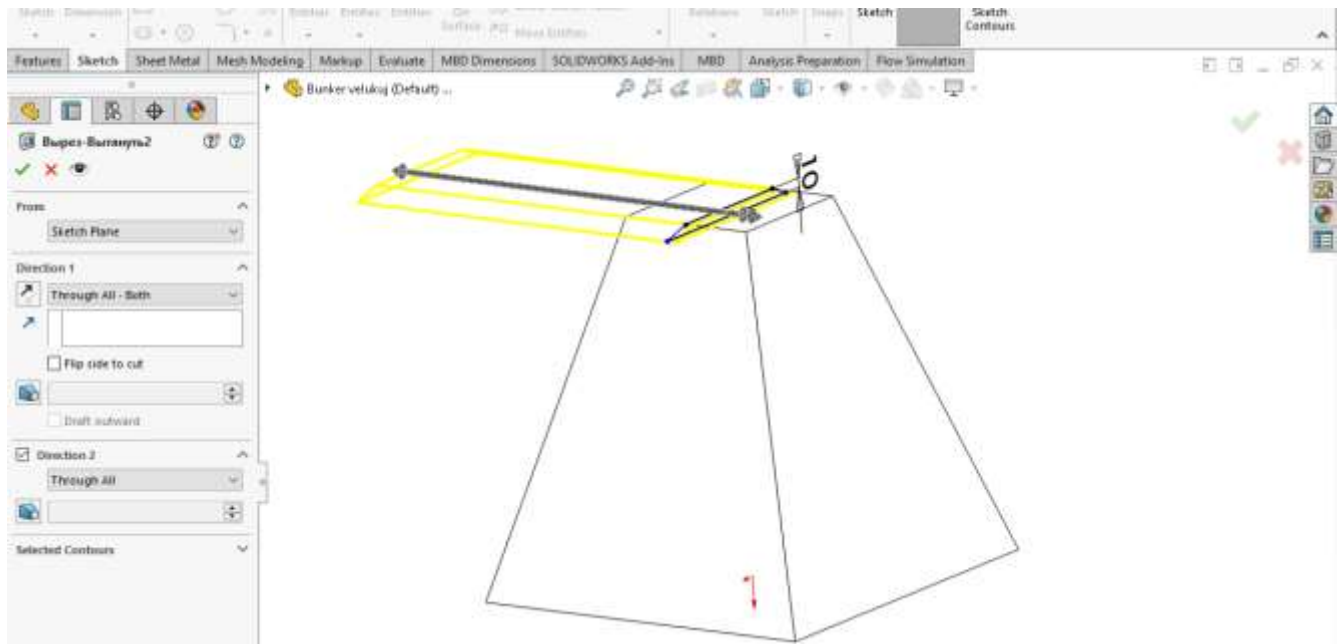 Sketch
Sketch
Contours
Features Sketch Sheet Metal Mesh Modeling Markup Evaluate MBD Dimensions SOLIDWORKS Add-Ins MBD Analysis Preparation Flow Simulation
Bunker velukuj (Default) ...
Вырез-Вытянуть2
From
Sketch Plane
Direction 1
Through All - Both
Flip side to cut
Draft outward
Direction 2
Through All
Selected Contours
10